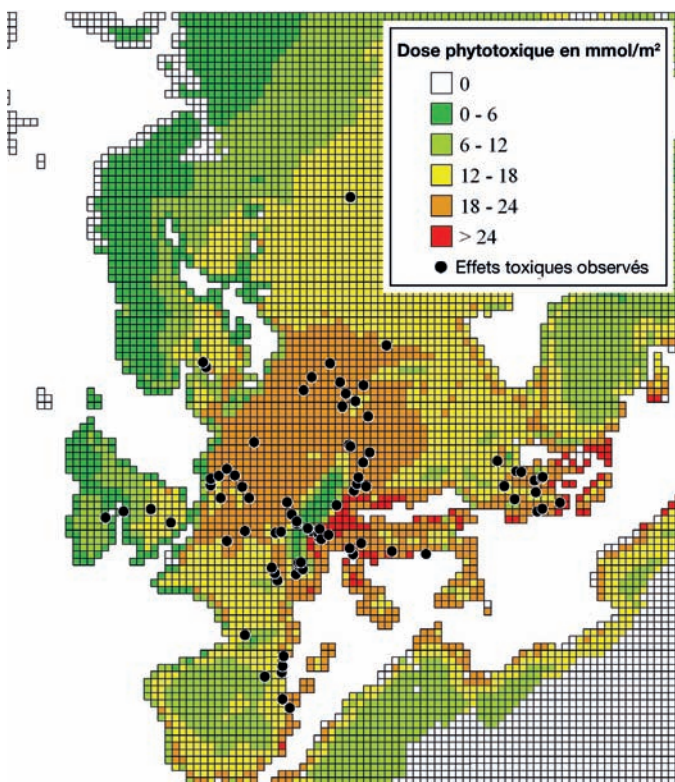 Dose phytotoxique en mmol/m²
0
0 - 6
6 - 12
12 - 18
18 - 24
> 24
Effets toxiques observés